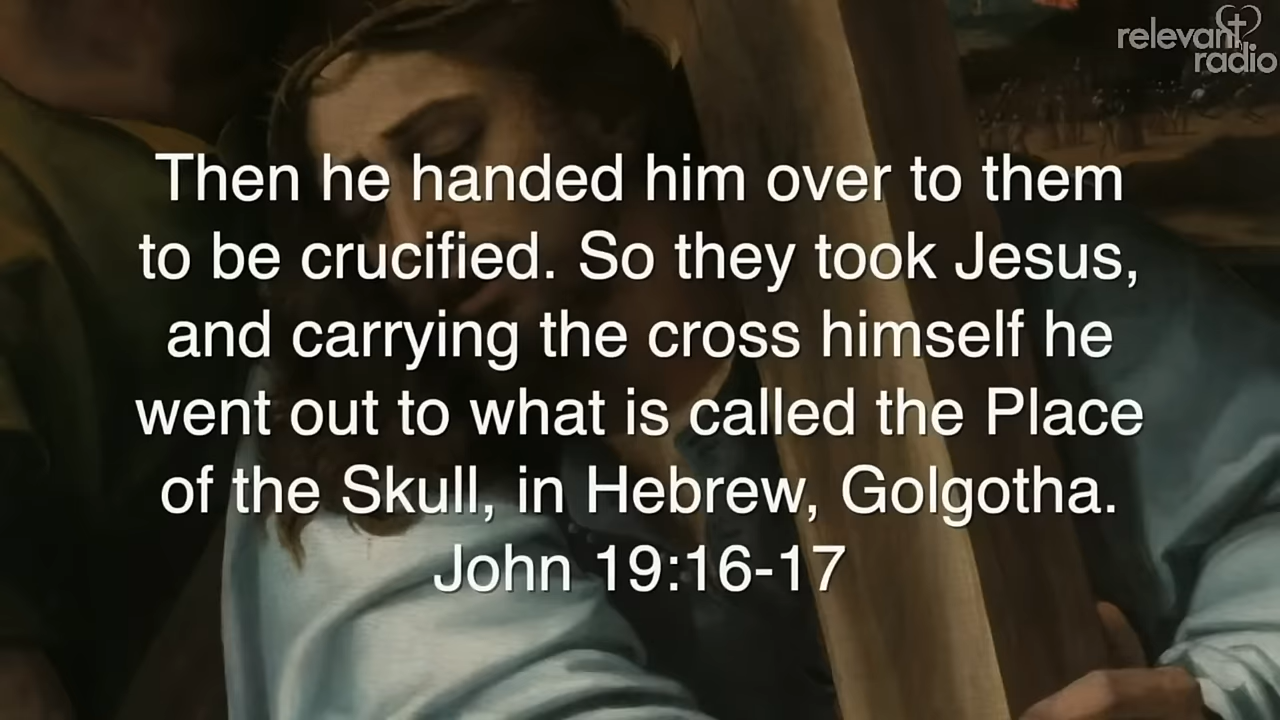 relevant
radio
Then he handed him over to them
to be crucified. So they took Jesus,
and carrying the cross himself he
went out to what is called the Place
of the Skull, in Hebrew, Golgotha.
John 19:16-17